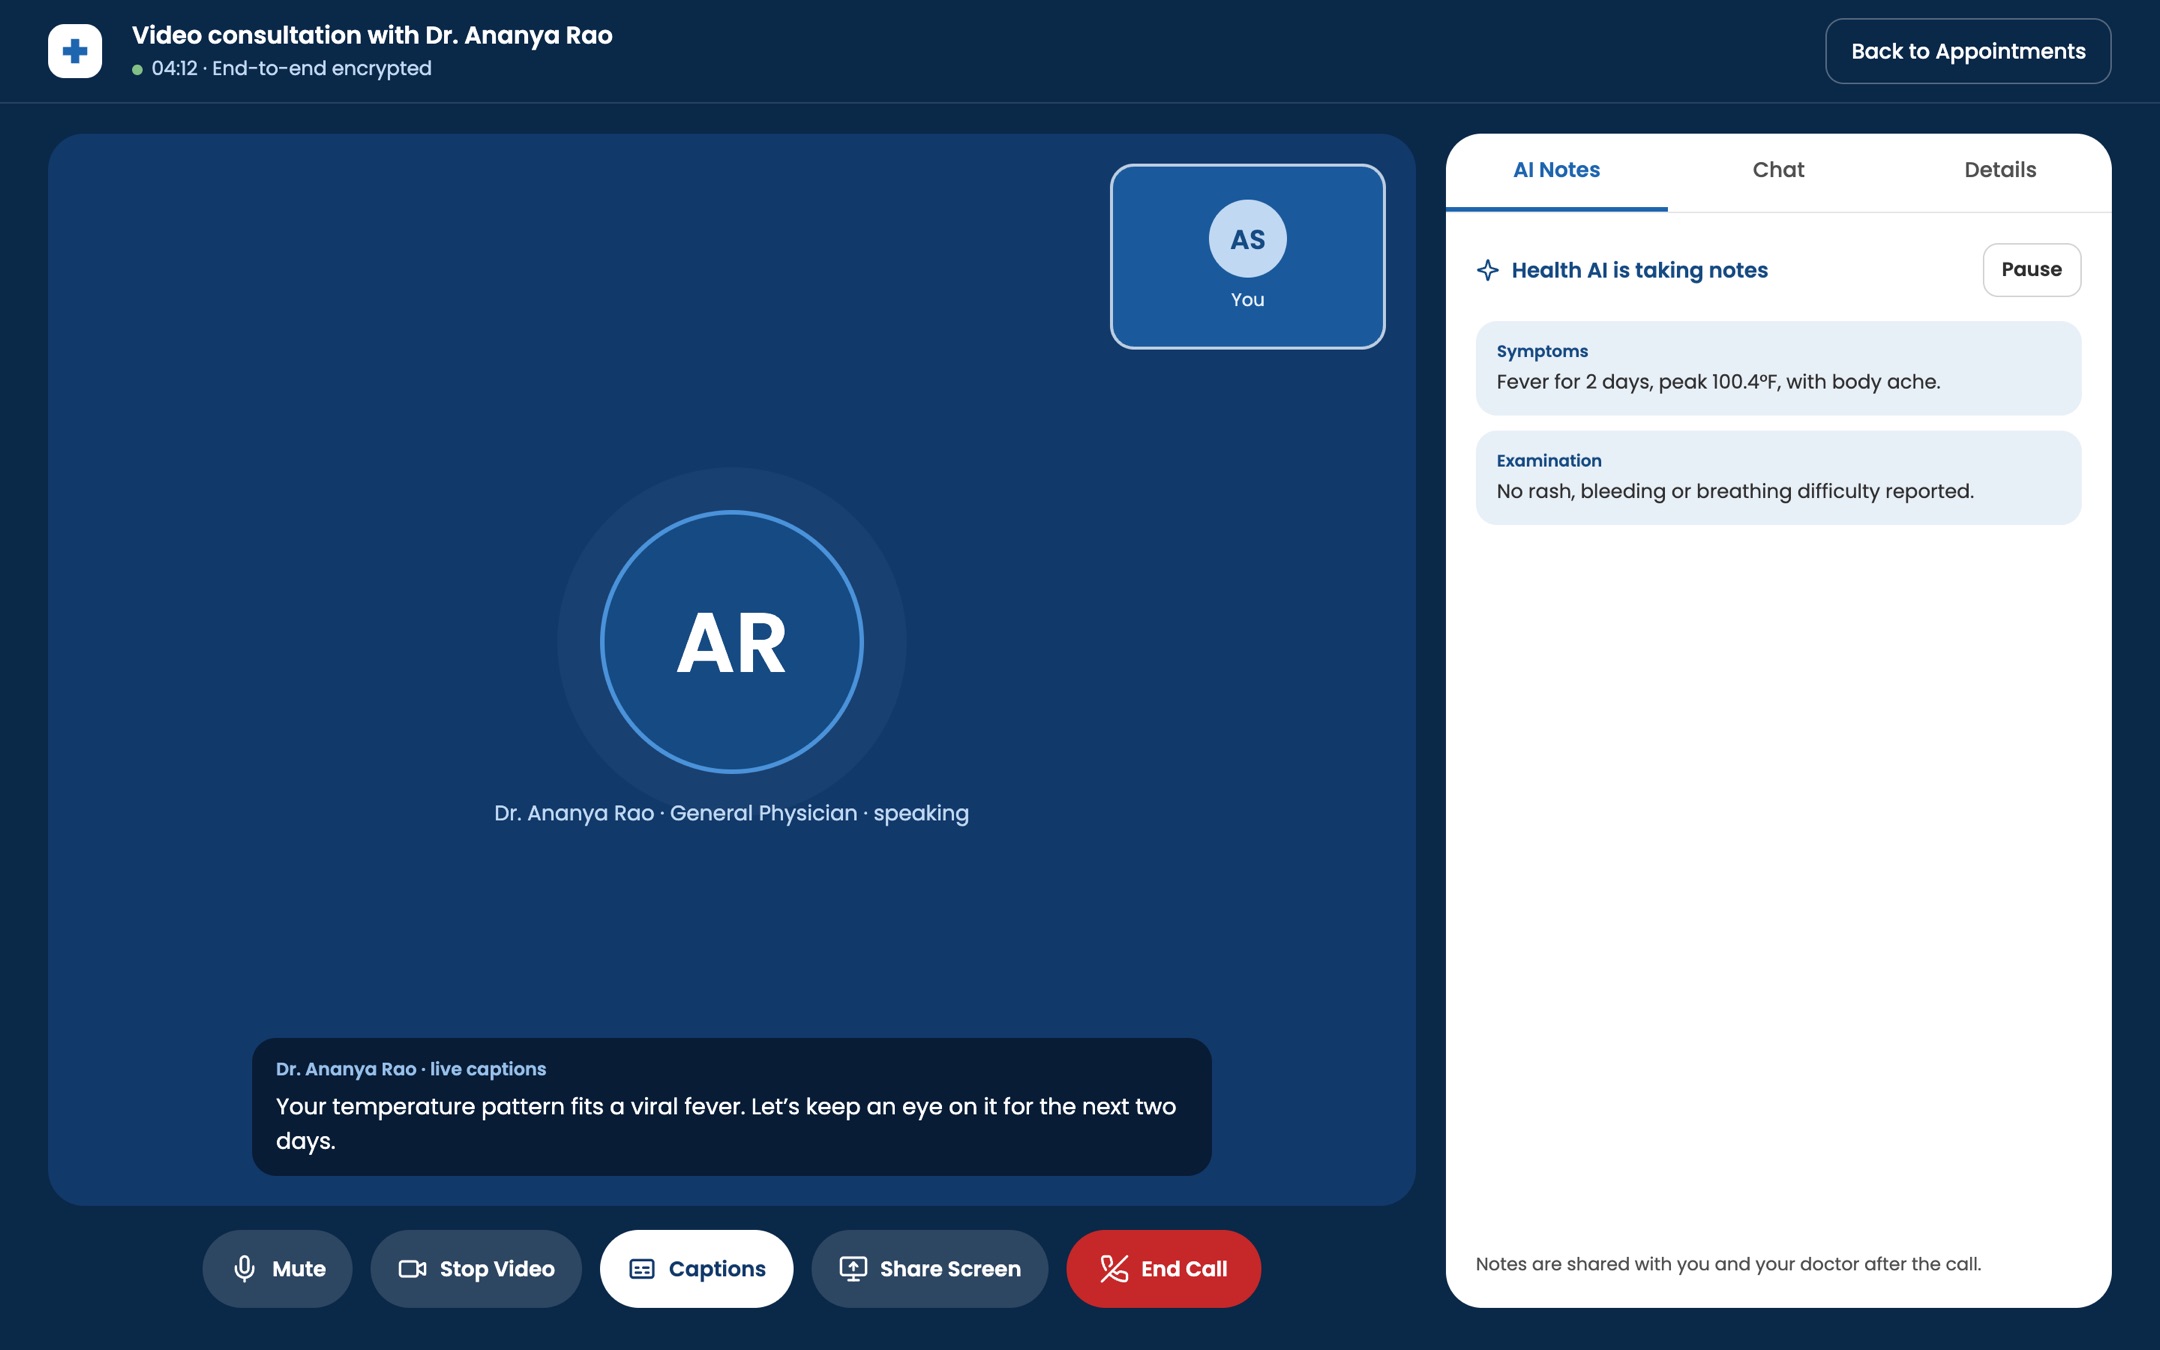 Video consultation with Dr. Ananya Rao
04:12 · End-to-end encrypted
Back to Appointments
AS
You
AR
Dr. Ananya Rao · General Physician · speaking
Dr. Ananya Rao · live captions
Your temperature pattern fits a viral fever. Let’s keep an eye on it for the next two
days.
Mute
Stop Video
Captions
Share Screen
End Call
AI Notes
Chat
Details
Health AI is taking notes
Pause
Symptoms
Fever for 2 days, peak 100.4°F, with body ache.
Examination
No rash, bleeding or breathing difficulty reported.
Notes are shared with you and your doctor after the call.